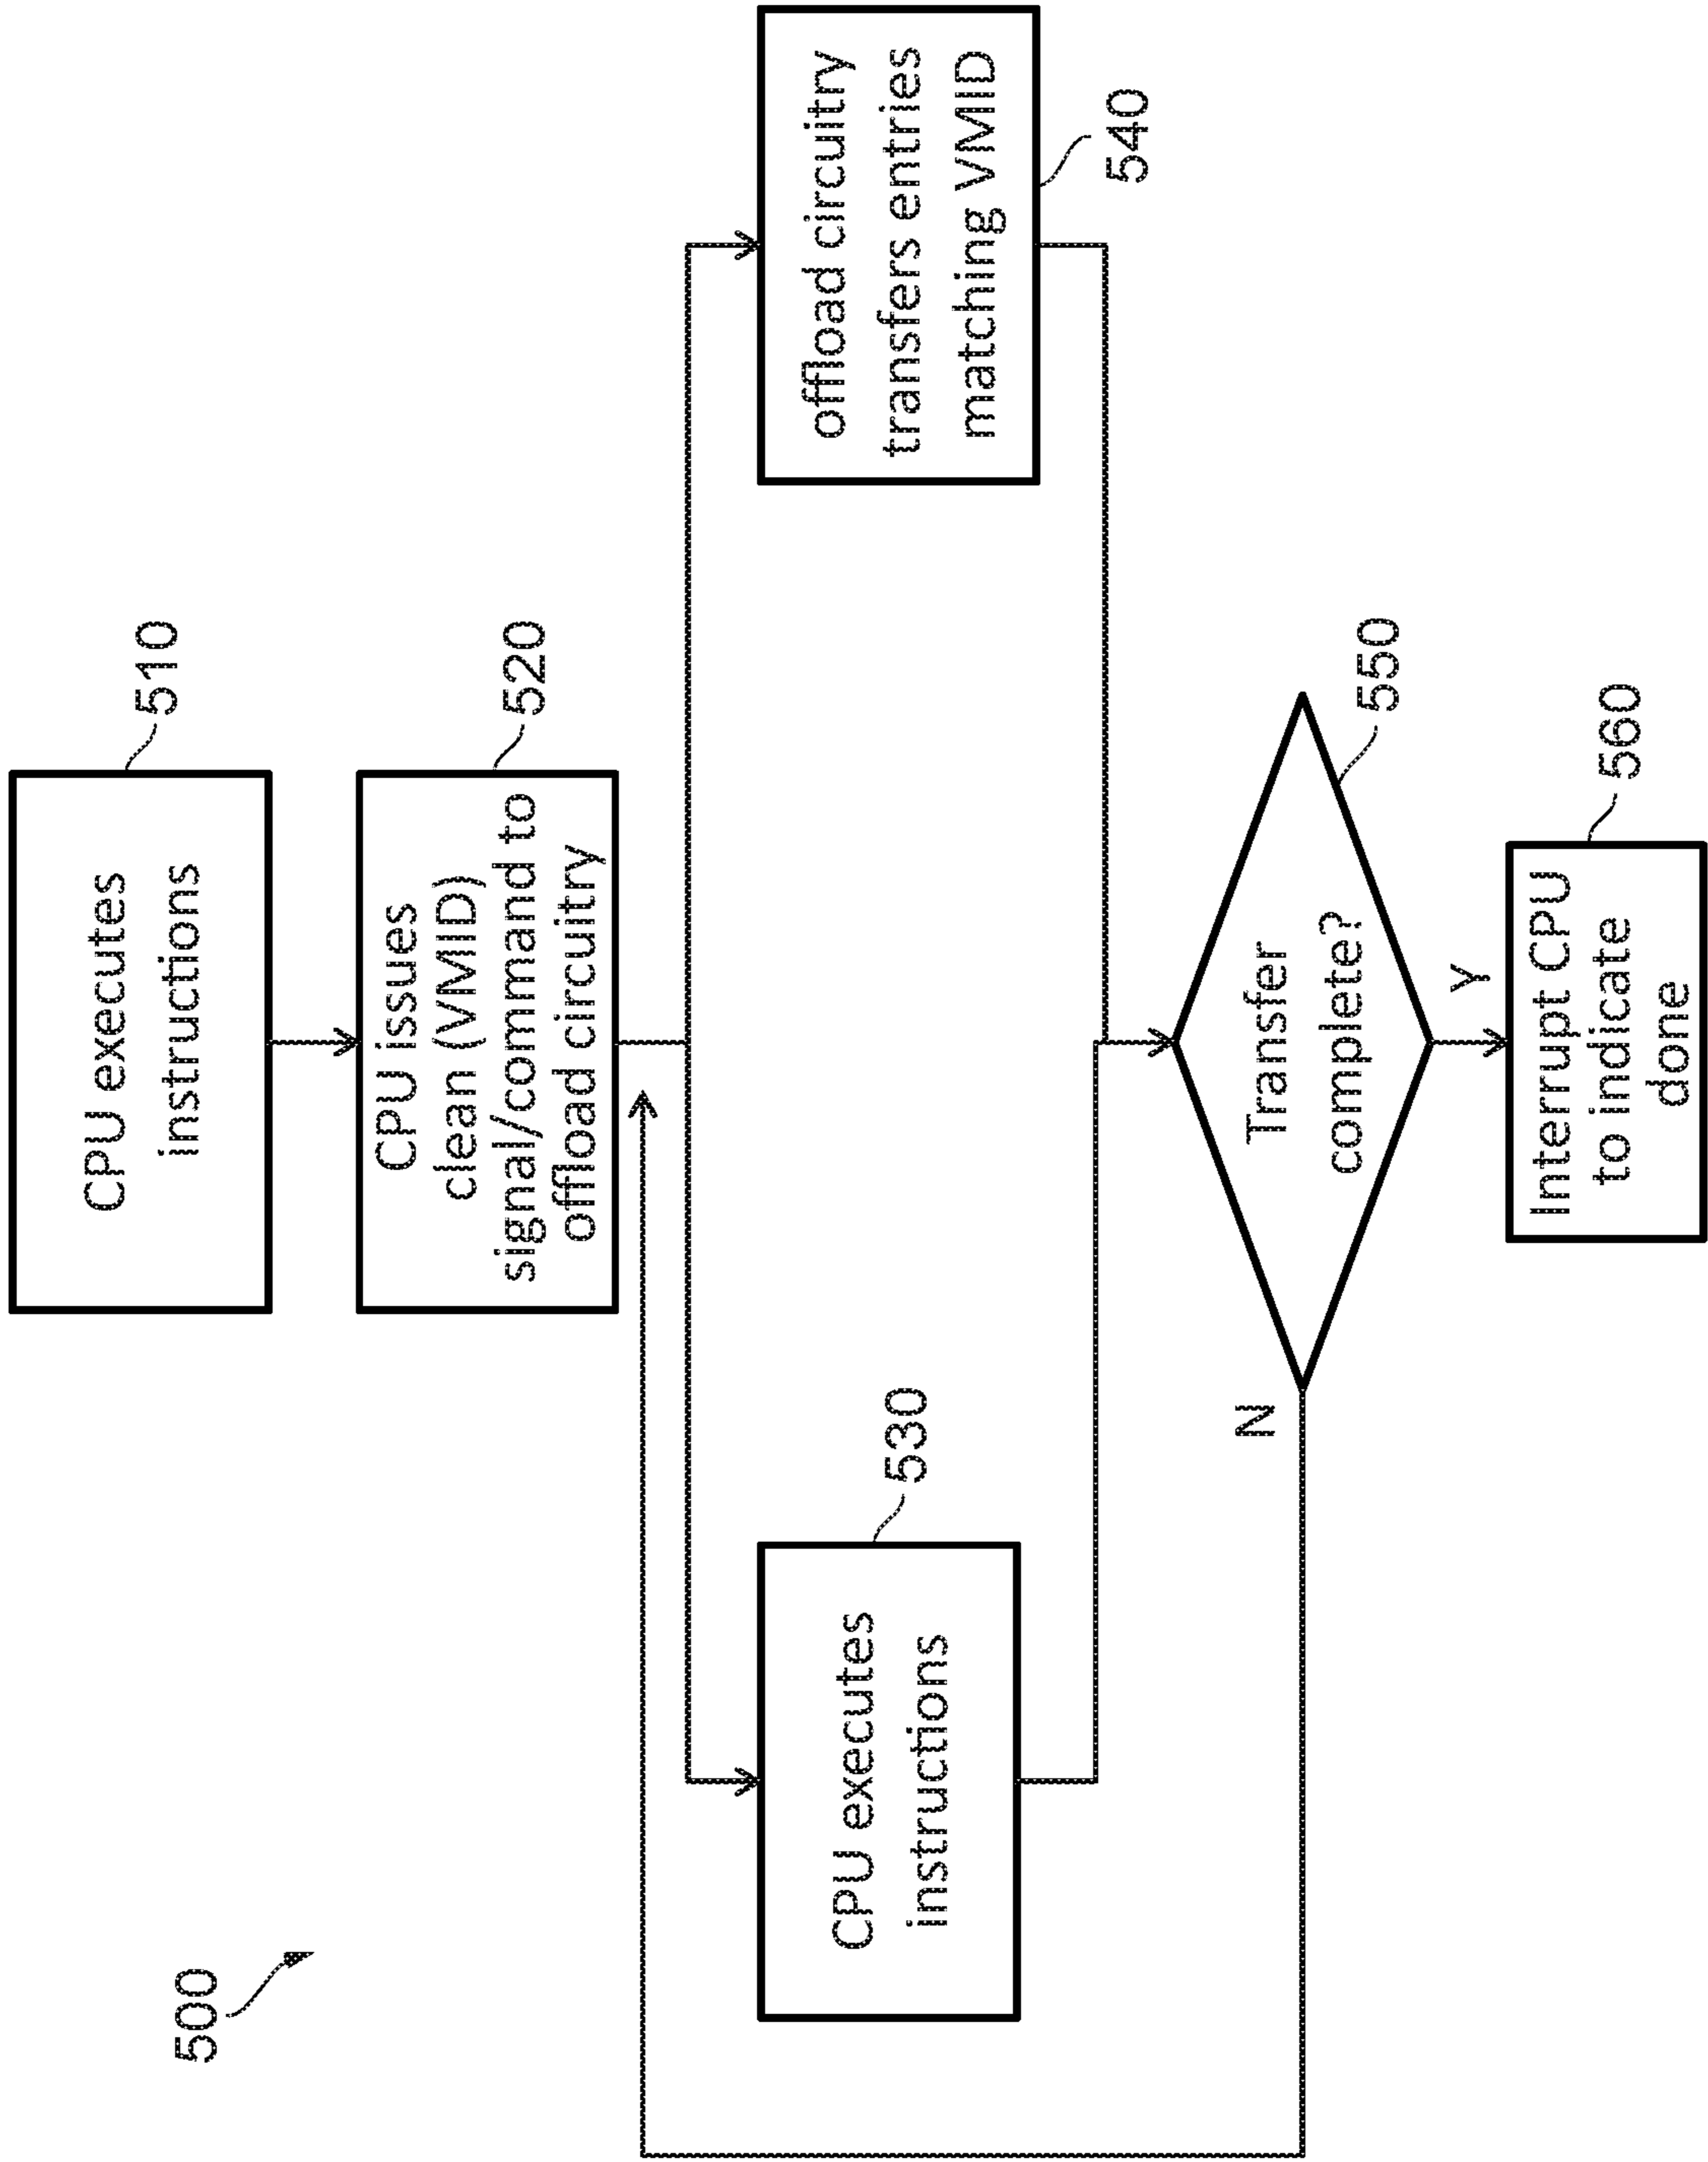 500
CPU executes
instructions
510
CPU issues
clean (VMID)
signal/command to
offload circuitry
520
CPU executes
instructions
530
offload circuitry
transfers entries
matching VMID
540
Transfer
complete?
550
N
Y
Interrupt CPU
to indicate
done
560